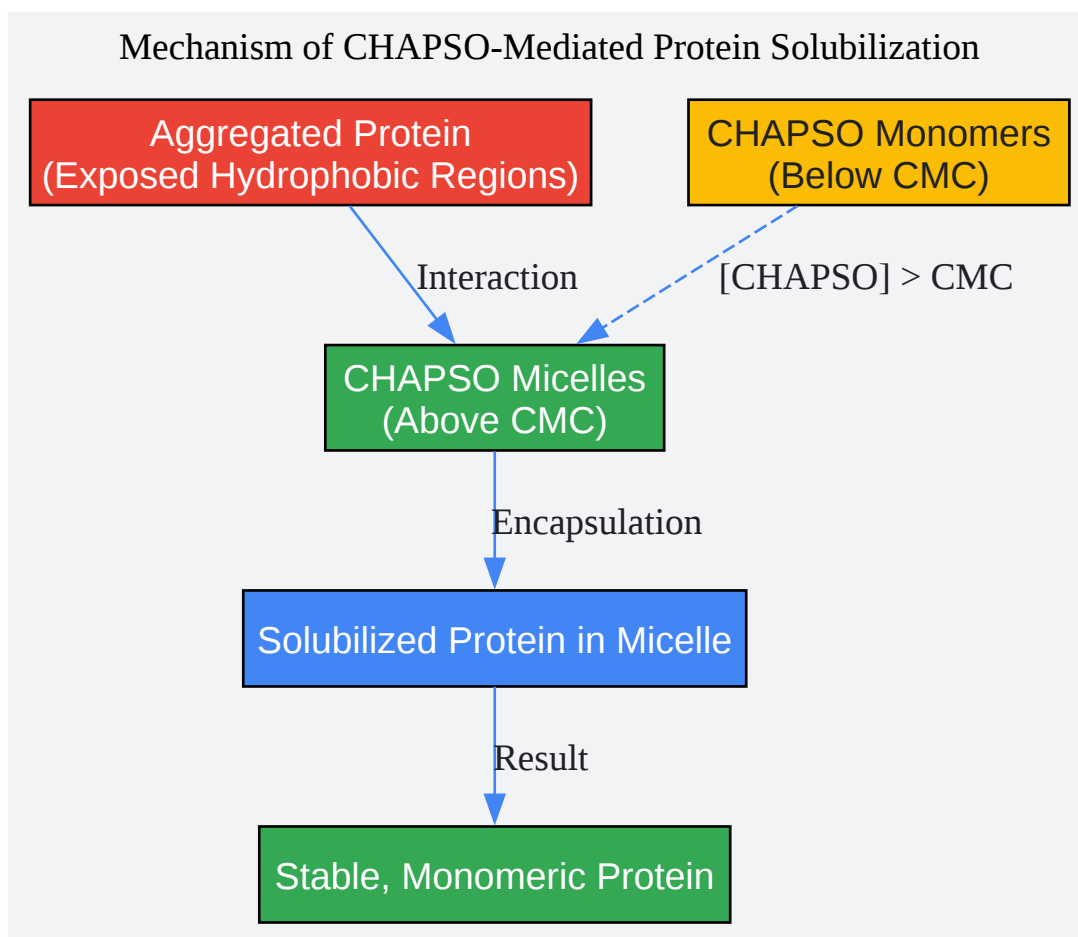 Mechanism of CHAPSO-Mediated Protein Solubilization
Aggregated Protein
(Exposed Hydrophobic Regions)
CHAPSO Monomers
(Below CMC)
Interaction
[CHAPSO] > CMC
CHAPSO Micelles
(Above CMC)
Encapsulation
Solubilized Protein in Micelle
Result
Stable, Monomeric Protein